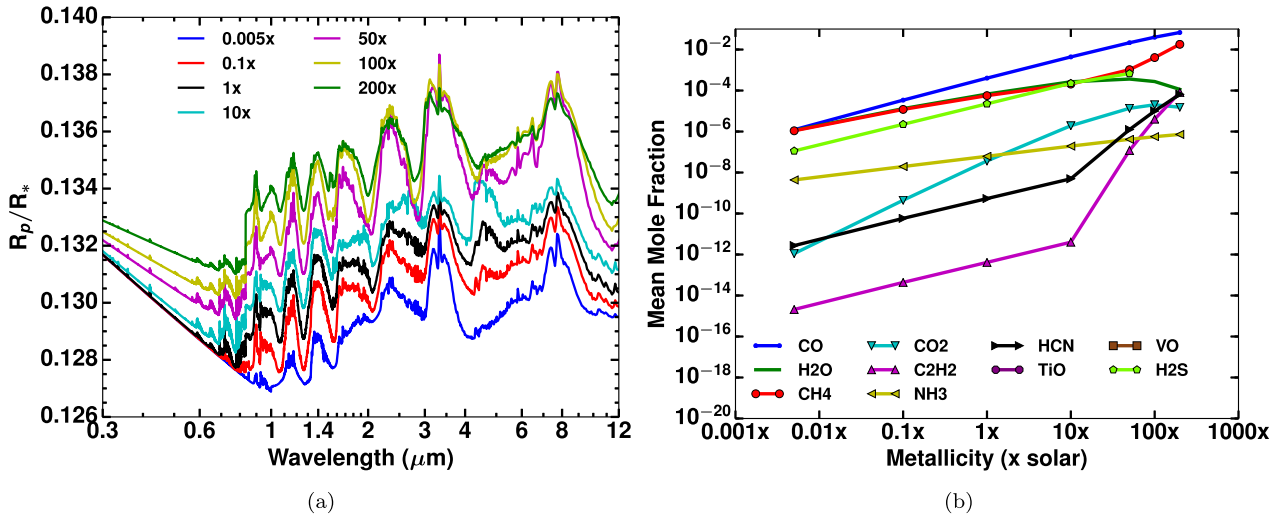 0.140
0.138
0.136
0.134
0.132
0.130
0.128
0.126
R_p/R_*
0.005x
0.1x
1x
10x
50x
100x
200x
0.3
0.6
1
1.4
2
3
4
6
8
12
Wavelength (μm)
(a)
10^−2
10^−4
10^−6
10^−8
10^−10
10^−12
10^−14
10^−16
10^−18
10^−20
Mean Mole Fraction
CO
H2O
CH4
CO2
C2H2
NH3
HCN
TiO
VO
H2S
0.001x
0.01x
0.1x
1x
10x
100x
1000x
Metallicity (x solar)
(b)